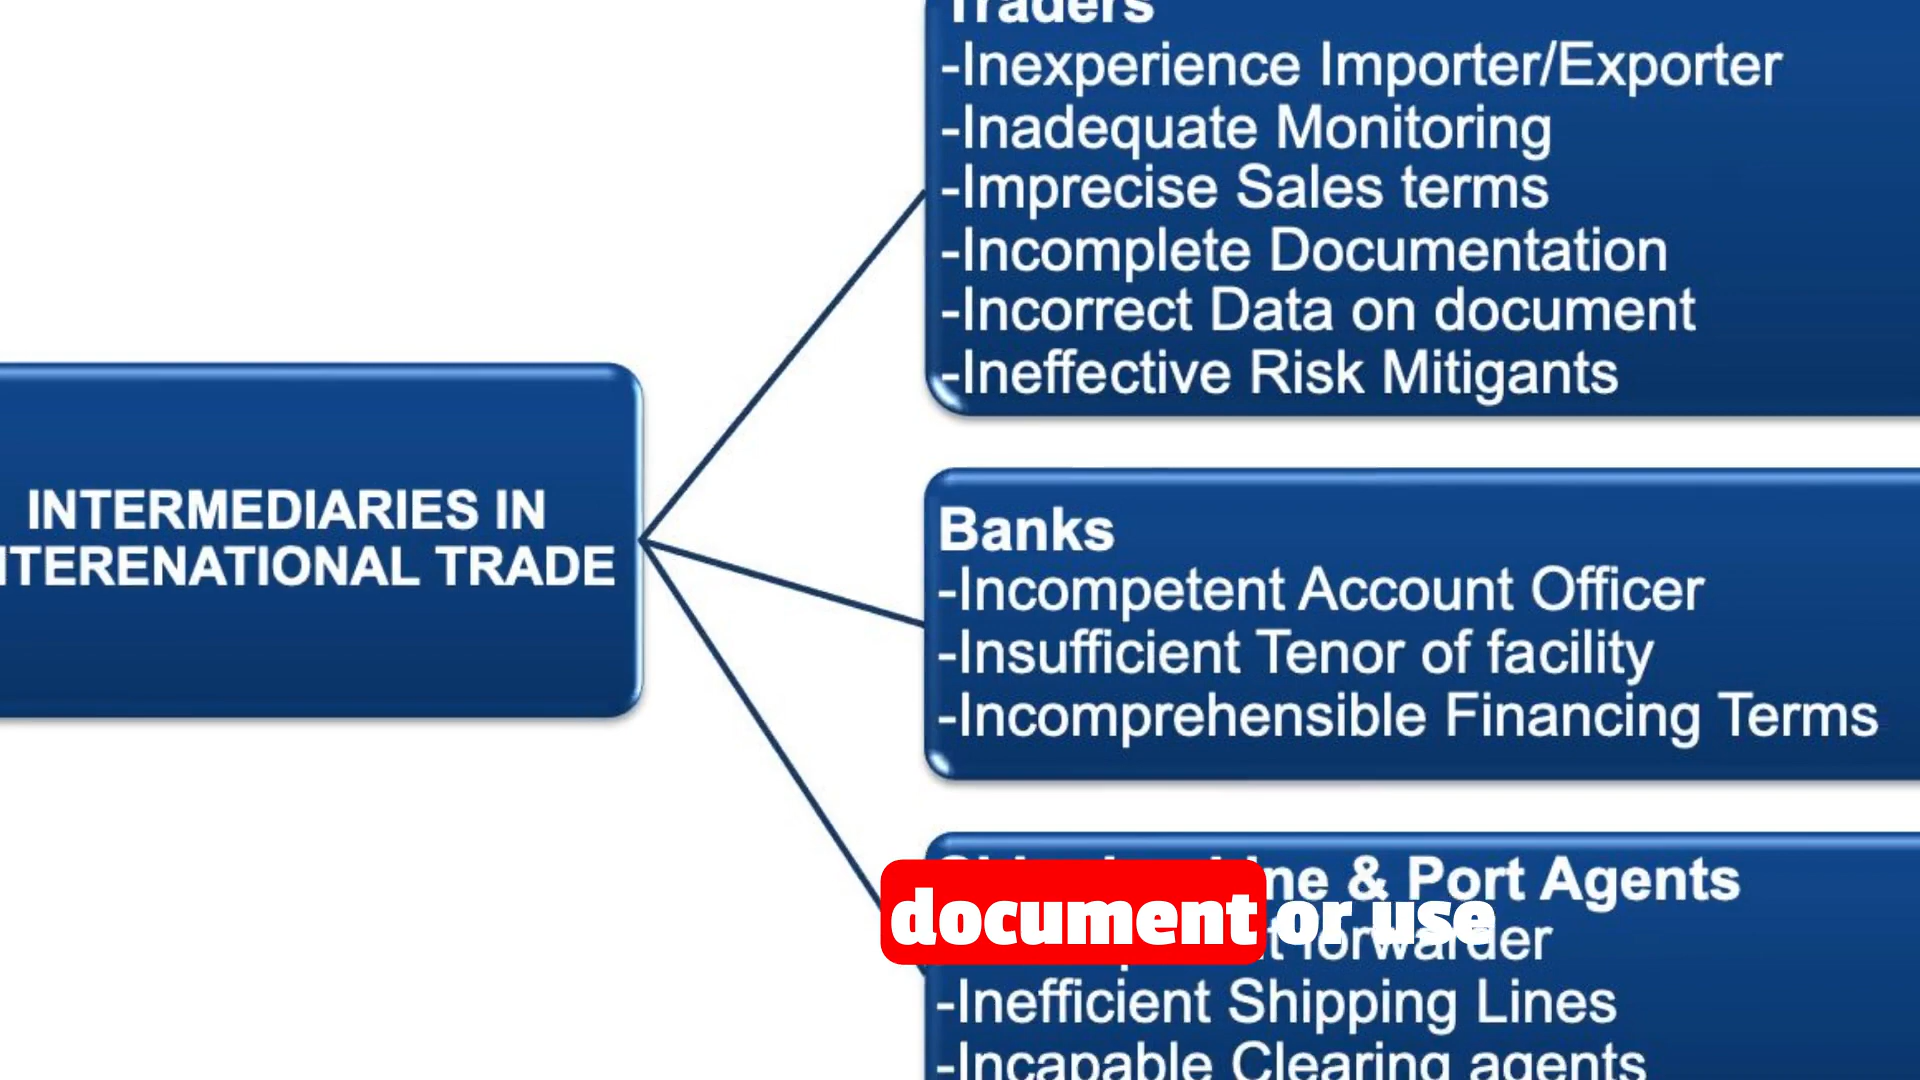 INTERMEDIARIES IN
TERENATIONAL TRADE
Traders
-Inexperience Importer/Exporter
-Inadequate Monitoring
-Imprecise Sales terms
-Incomplete Documentation
-Incorrect Data on document
-Ineffective Risk Mitigants
Banks
-Incompetent Account Officer
-Insufficient Tenor of facility
-Incomprehensible Financing Terms
& Port Agents
forwarder
-Inefficient Shipping Lines
-Incapable Clearing agents
document or use